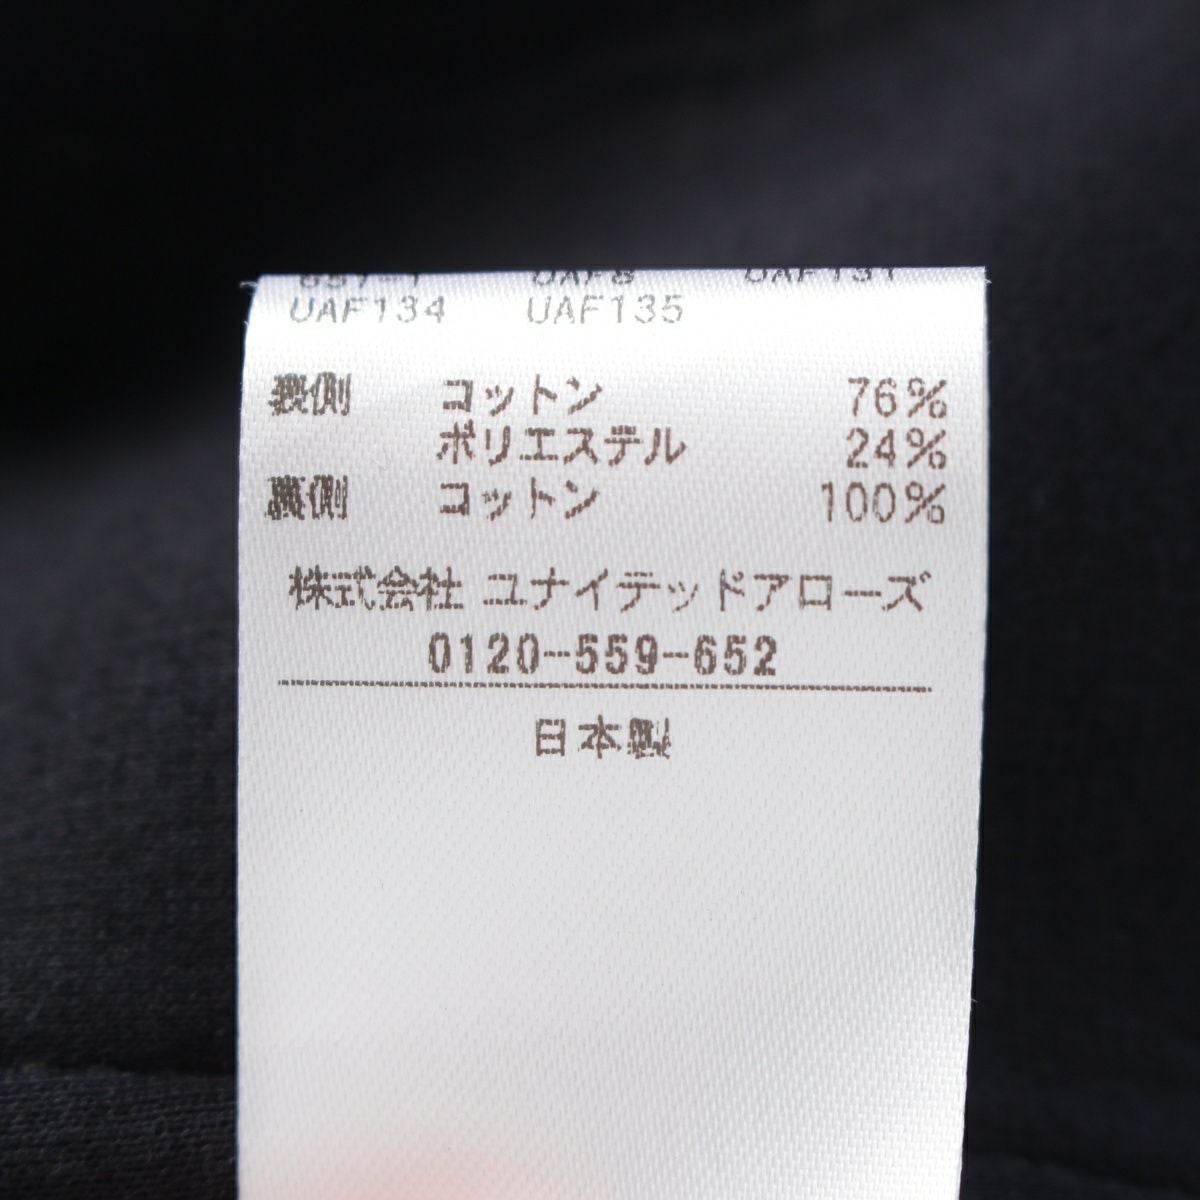 UAF131
UAF134 UAF135
表側 コットン 76%
ポリエステル 24%
裏側 コットン 100%
株式会社 ユナイテッドアローズ
0120-559-652
日本製